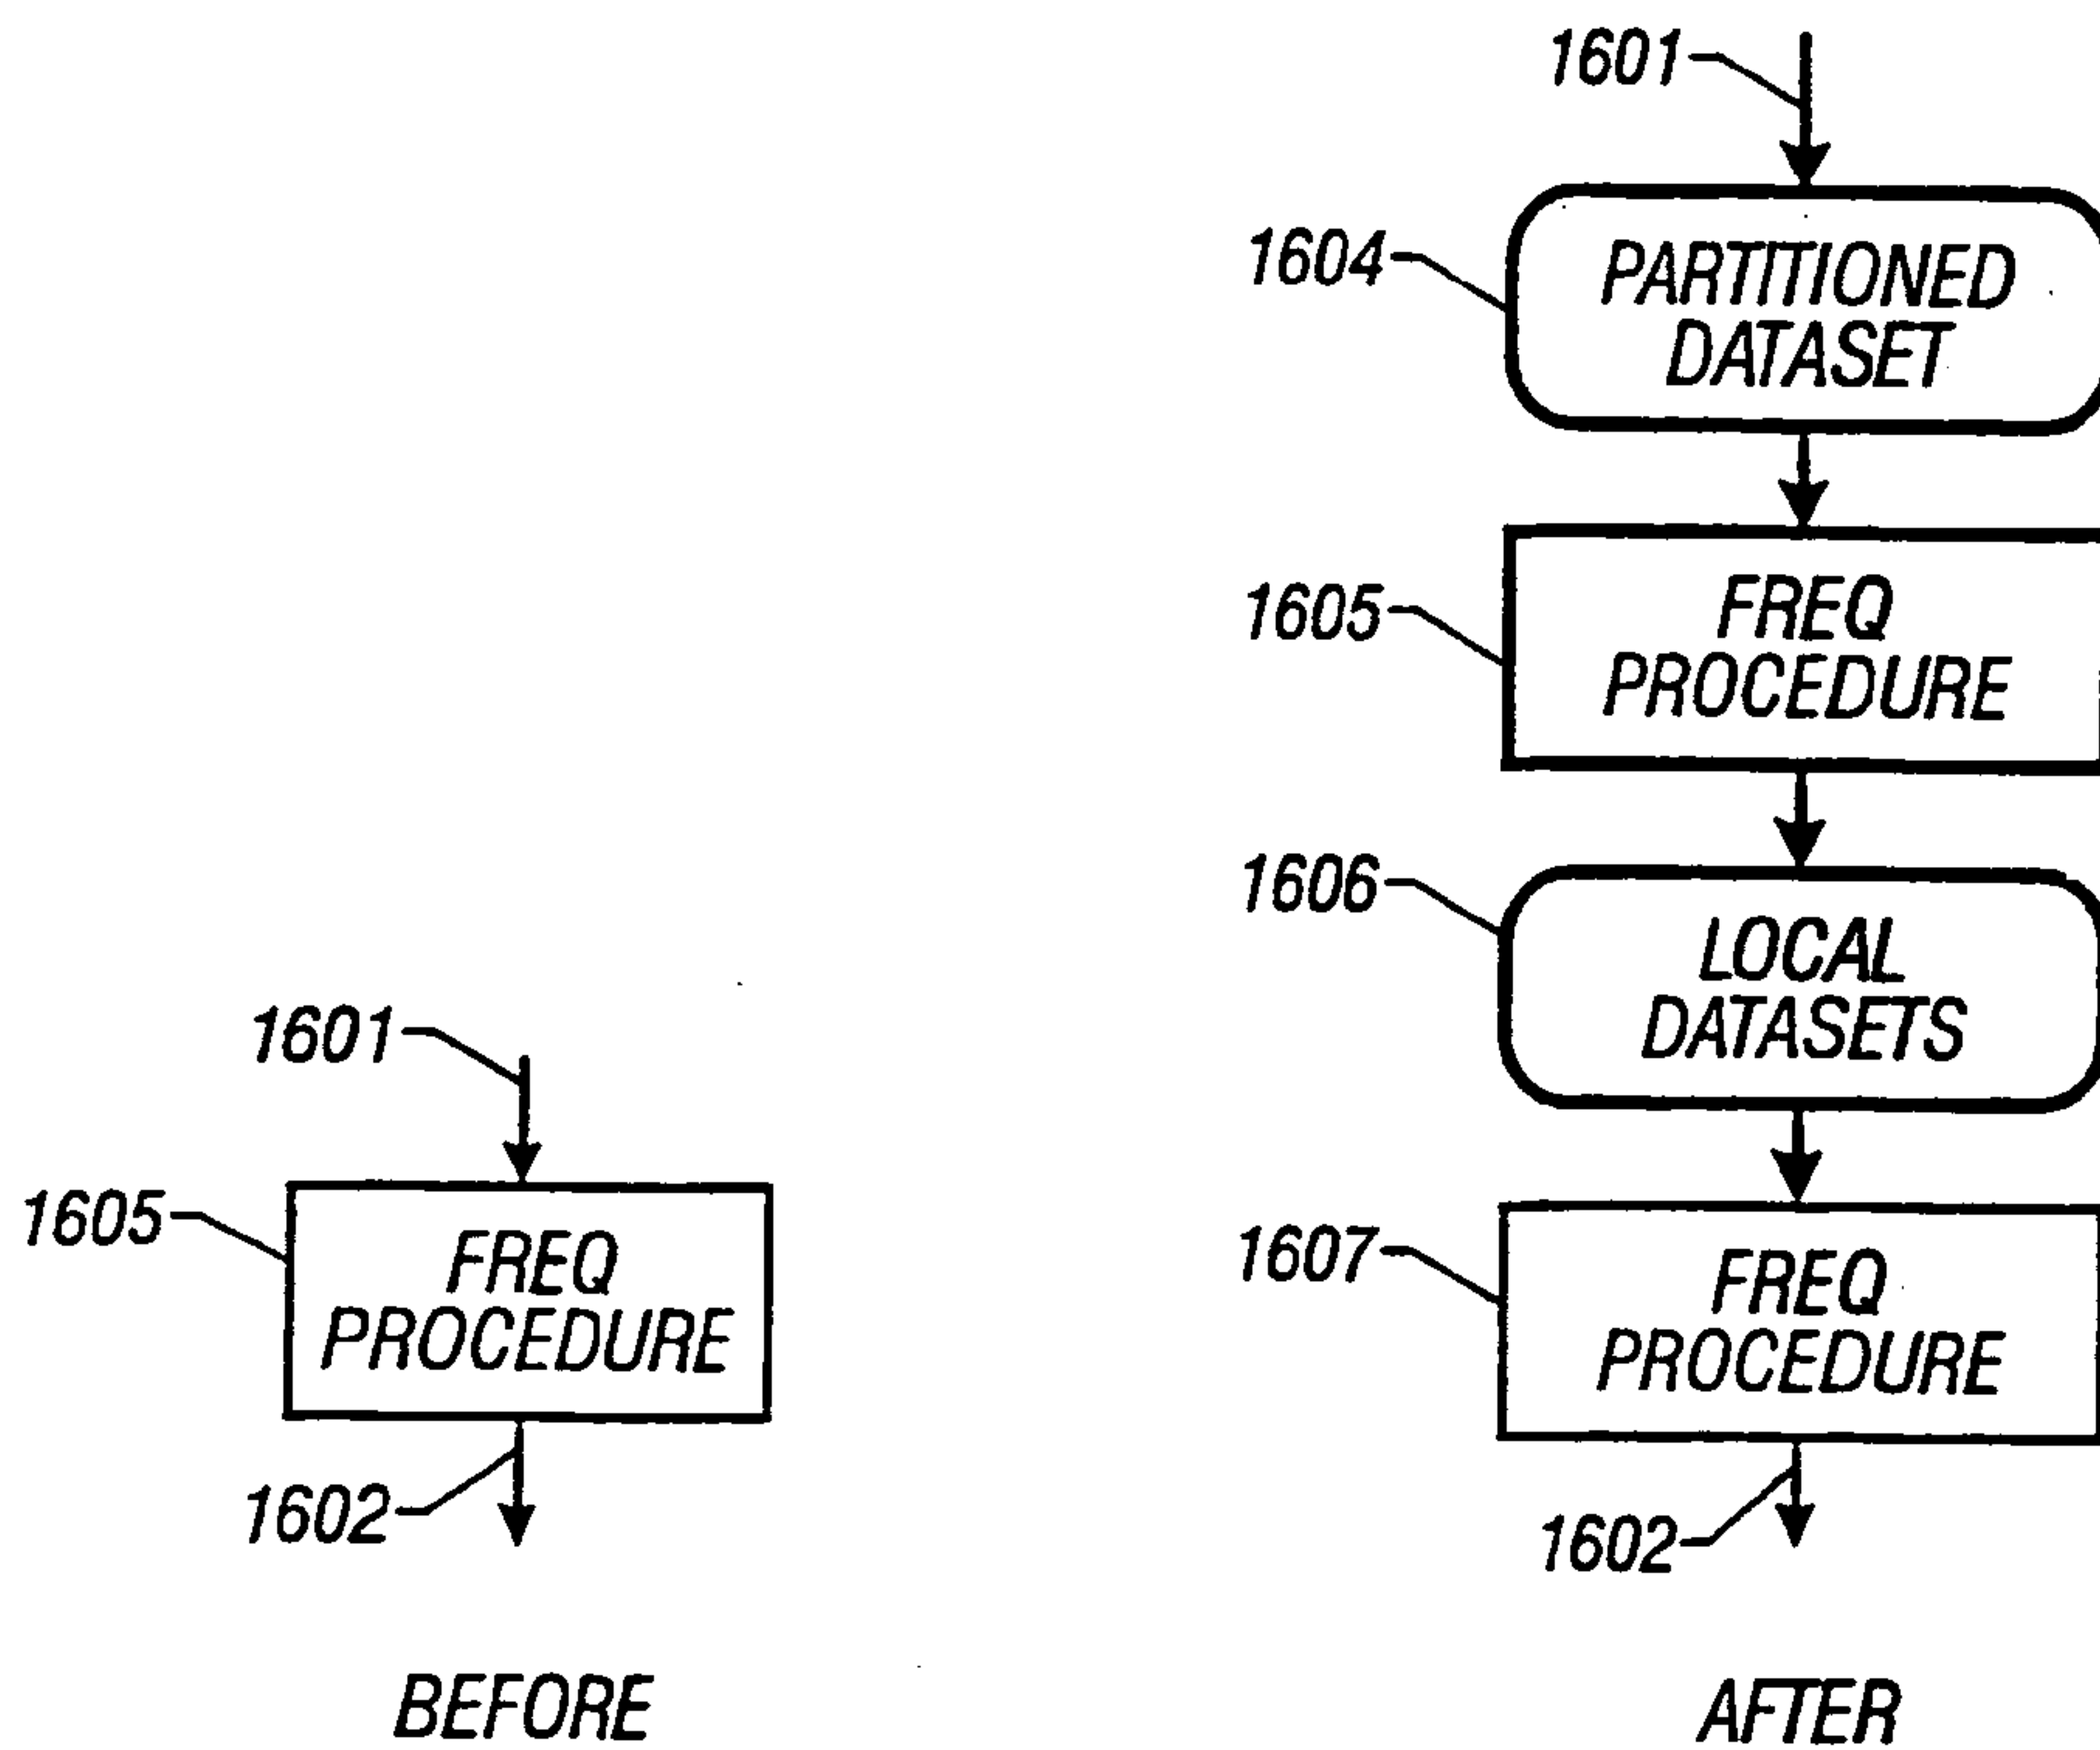 1601
1605
FREQ
PROCEDURE
1602
BEFORE
1601
1604
PARTITIONED
DATASET
1605
FREQ
PROCEDURE
1606
LOCAL
DATASETS
1607
FREQ
PROCEDURE
1602
AFTER